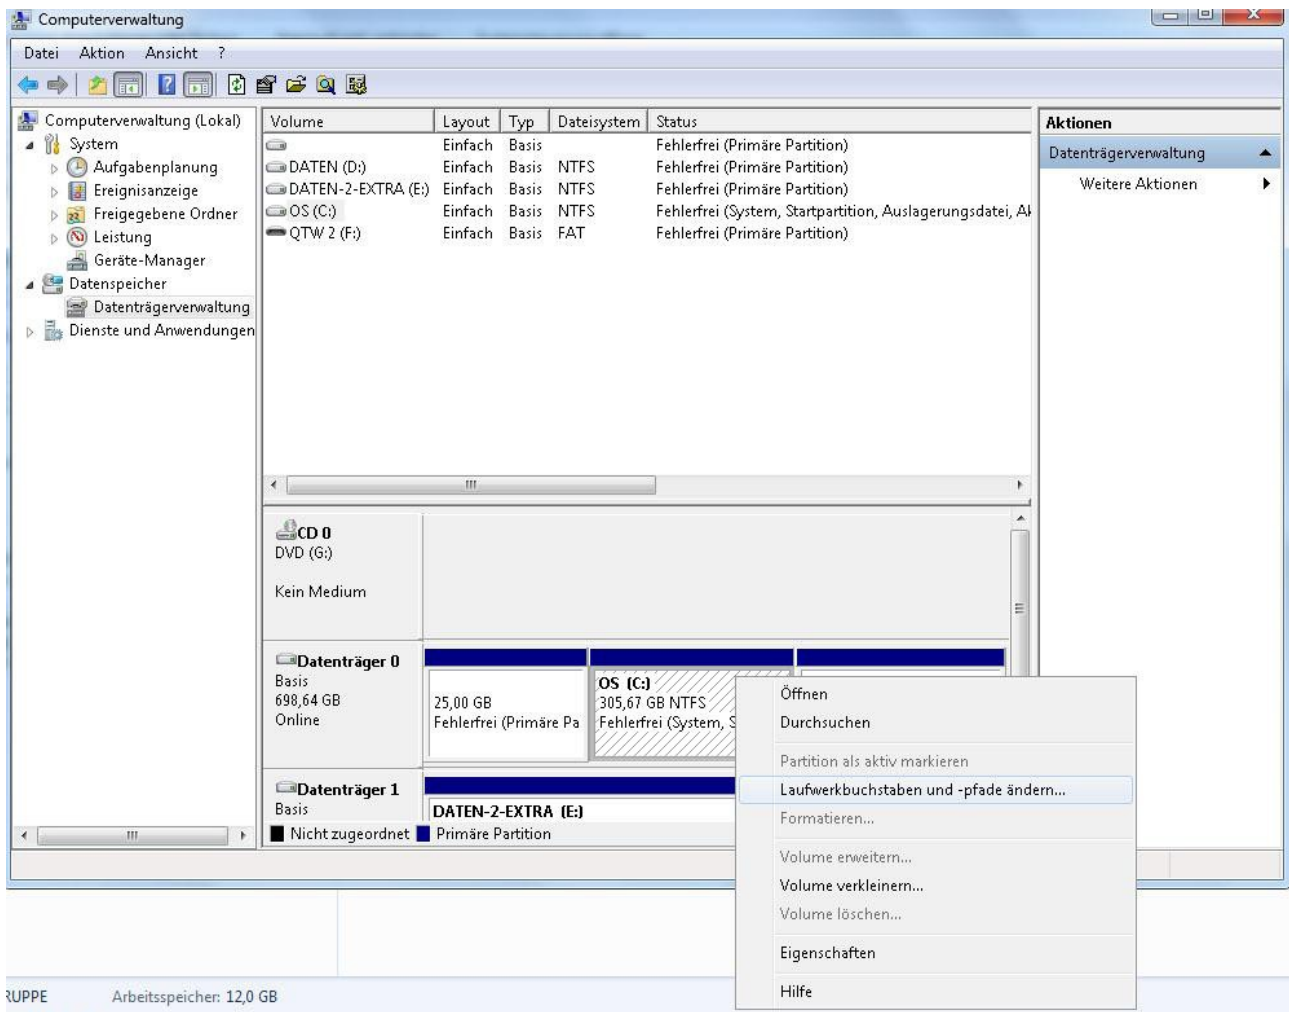 Computerverwaltung
Datei Aktion Ansicht ?
Computerverwaltung (Lokal)
System
Aufgabenplanung
Ereignisanzeige
Freigegebene Ordner
Leistung
Geräte-Manager
Datenspeicher
Datenträgerverwaltung
Dienste und Anwendungen
Volume Layout Typ Dateisystem Status
Einfach Basis Fehlerfrei (Primäre Partition)
DATEN (D:) Einfach Basis NTFS Fehlerfrei (Primäre Partition)
DATEN-2-EXTRA (E:) Einfach Basis NTFS Fehlerfrei (Primäre Partition)
OS (C:) Einfach Basis NTFS Fehlerfrei (System, Startpartition, Auslagerungsdatei, Ak
QTW 2 (F:) Einfach Basis FAT Fehlerfrei (Primäre Partition)
Aktionen
Datenträgerverwaltung
Weitere Aktionen
CD 0
DVD (G:)
Kein Medium
Datenträger 0
Basis
698,64 GB
Online
25,00 GB
Fehlerfrei (Primäre Pa
OS (C:)
305,67 GB NTFS
Fehlerfrei (System, S
Datenträger 1
Basis
DATEN-2-EXTRA (E:)
Nicht zugeordnet Primäre Partition
Öffnen
Durchsuchen
Partition als aktiv markieren
Laufwerkbuchstaben und -pfade ändern...
Formatieren...
Volume erweitern...
Volume verkleinern...
Volume löschen...
Eigenschaften
Hilfe
RUPPE Arbeitsspeicher: 12,0 GB